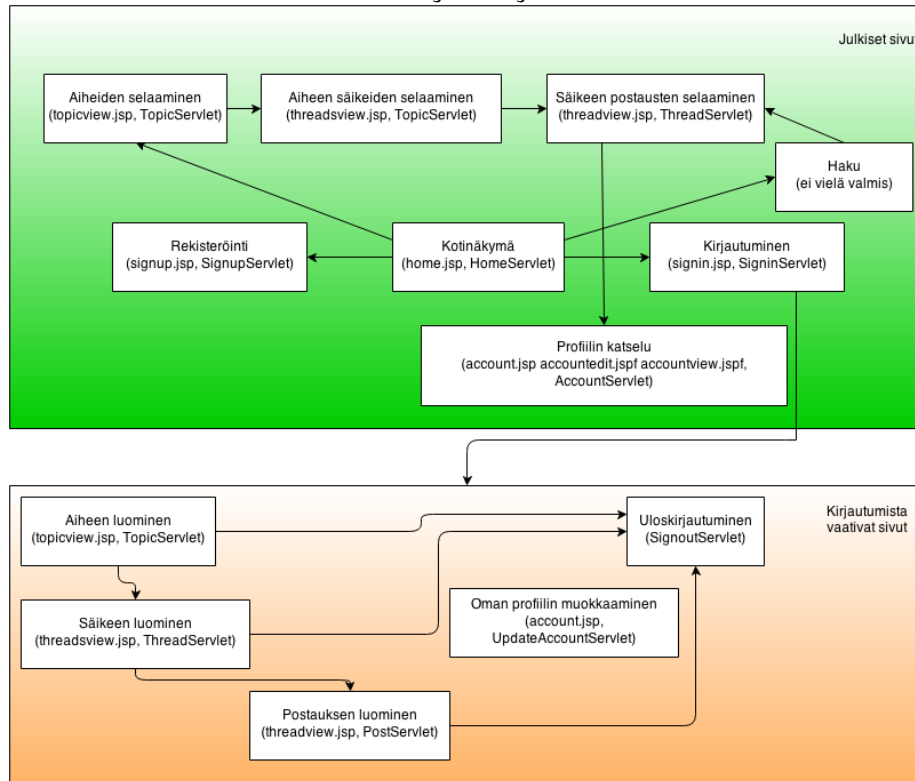 Julkiset sivut
Aiheiden selaaminen
(topicview.jsp, TopicServlet)
Aiheen säikeiden selaaminen
(threadsview.jsp, TopicServlet)
Säikeen postausten selaaminen
(threadview.jsp, ThreadServlet)
Haku
(ei vielä valmis)
Rekisteröinti
(signup.jsp, SignupServlet)
Kotinäkymä
(home.jsp, HomeServlet)
Kirjautuminen
(signin.jsp, SigninServlet)
Profiilin katselu
(account.jsp accountedit.jspf accountview.jspf,
AccountServlet)
Kirjautumista
vaativat sivut
Aiheen luominen
(topicview.jsp, TopicServlet)
Uloskirjautuminen
(SignoutServlet)
Säikeen luominen
(threadsview.jsp, ThreadServlet)
Oman profiilin muokkaaminen
(account.jsp,
UpdateAccountServlet)
Postauksen luominen
(threadview.jsp, PostServlet)